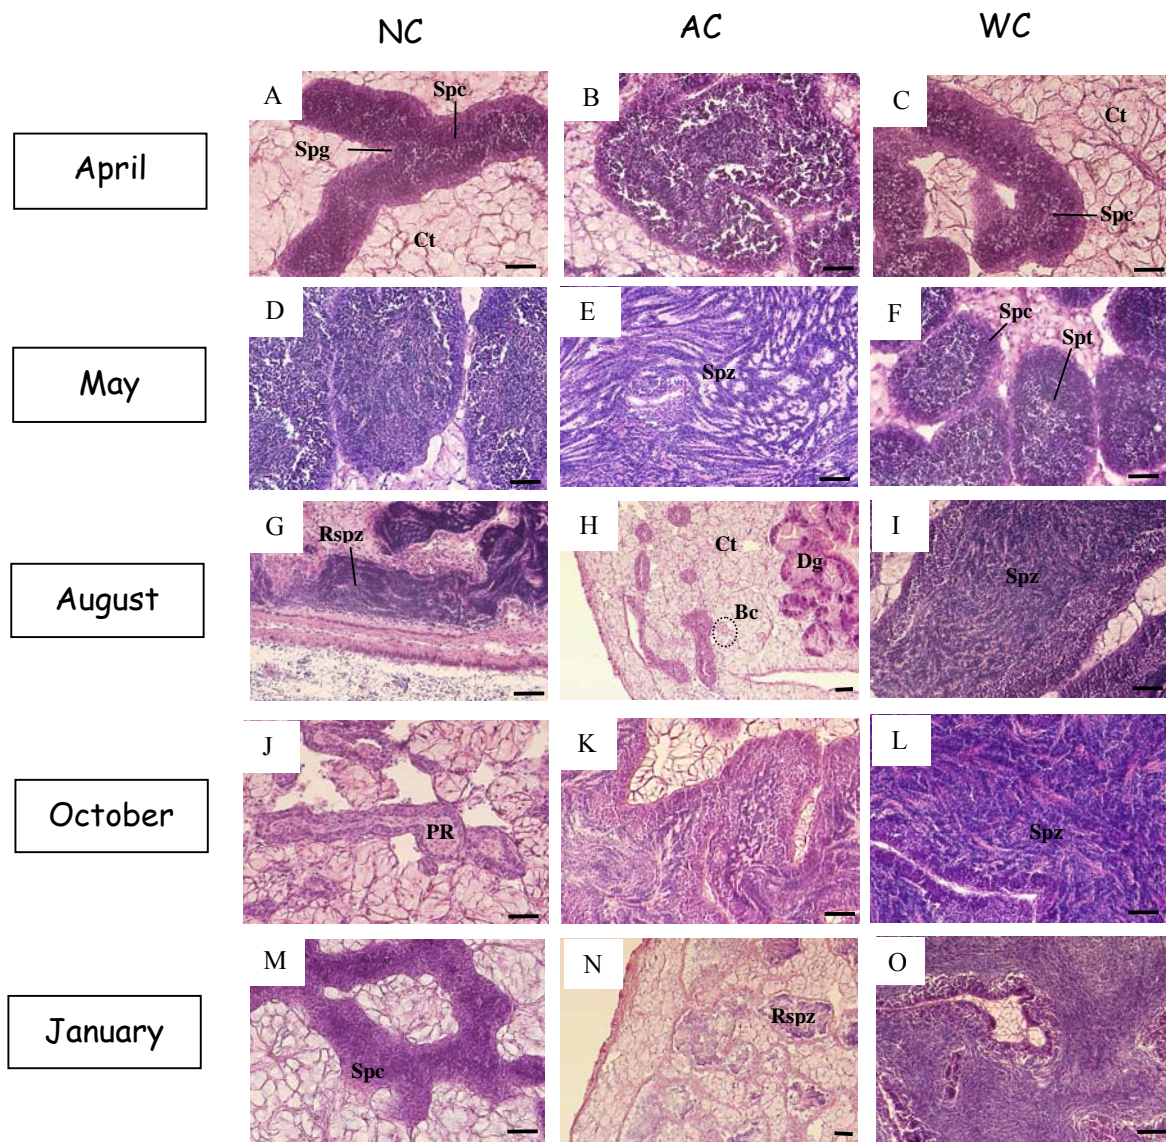 NC AC WC
April
A Spc Spg Ct
B
C Ct Spc
May
D
E Spz
F Spc Spt
August
G Rspz
H Ct Dg Bc
I Spz
October
J PR
K
L Spz
January
M Spc
N Rspz
O